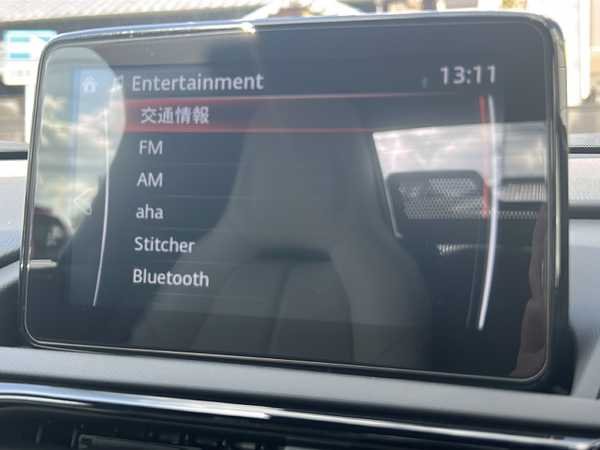 Entertainment
13:11
交通情報
FM
AM
aha
Stitcher
Bluetooth